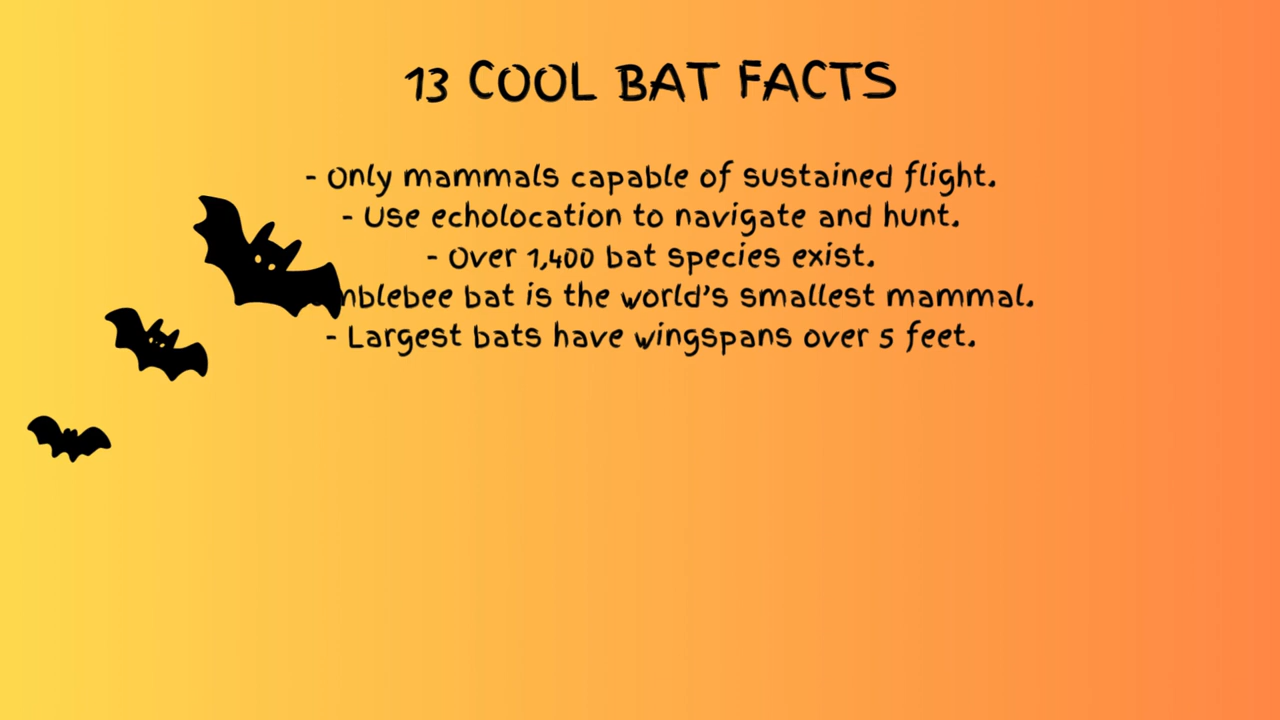 13 COOL BAT FACTS
- Only mammals capable of sustained flight.
- Use echolocation to navigate and hunt.
- Over 1,400 bat species exist.
bat is the world's smallest mammal.
- Largest bats have wingspans over 5 feet.